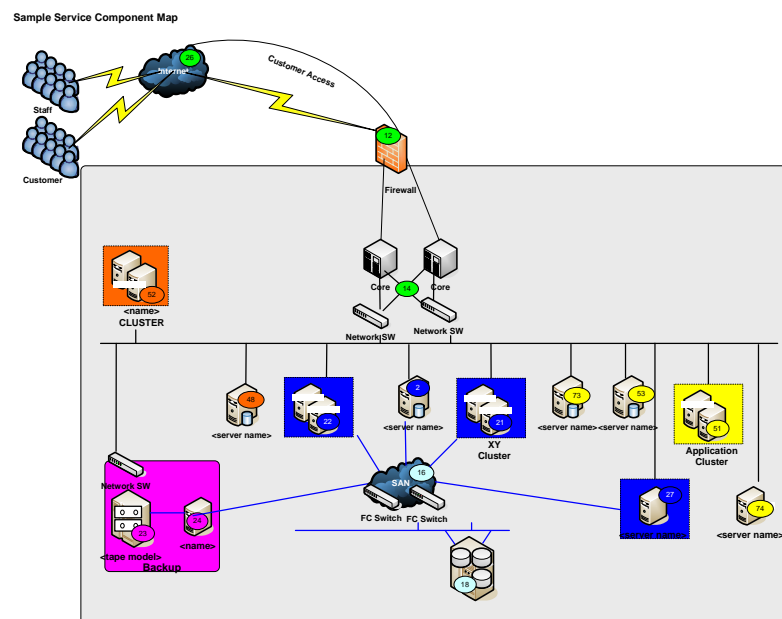 Sample Service Component Map
26
Internet
Customer Access
Staff
12
Customer
Firewall
Core
Core
14
52
<name>
CLUSTER
Network SW
Network SW
48
<server name>
22
2
<server name>
21
XY
Cluster
73
<server name>
53
<server name>
51
Application
Cluster
Network SW
16
SAN
FC Switch
FC Switch
27
<server name>
74
<server name>
23
<tape model>
24
<name>
Backup
18